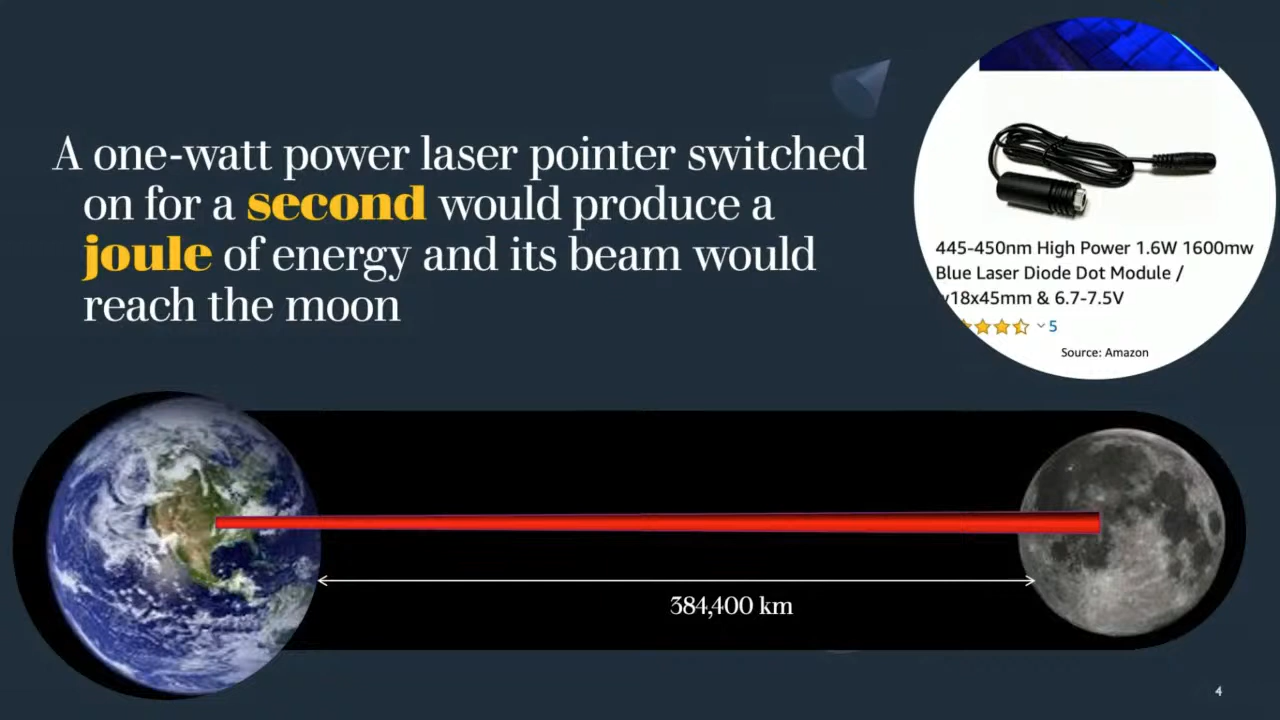 A one-watt power laser pointer switched
on for a second would produce a
joule of energy and its beam would
reach the moon
445-450nm High Power 1.6W 1600mw
Blue Laser Diode Dot Module /
18x45mm & 6.7-7.5V
5
Source: Amazon
384,400 km
4